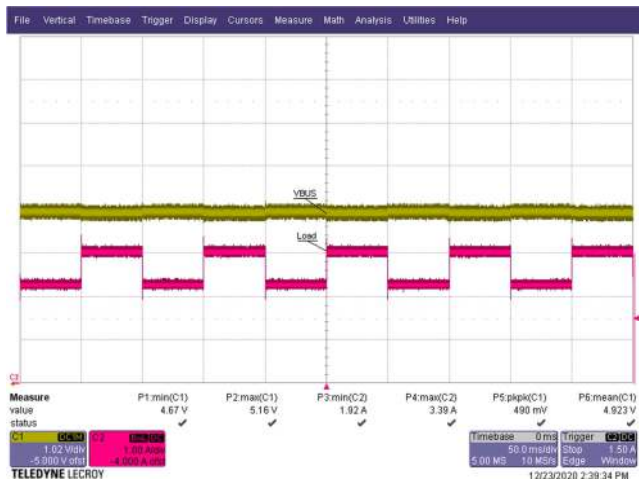 File Vertical Timebase Trigger Display Cursors Measure Math Analysis Utilities Help
VBUS
Load
C2
Measure P1:min(C1) P2:max(C1) P3:min(C2) P4:max(C2) P5:pkpk(C1) P6:mean(C1)
value 4.67 V 5.16 V 1.92 A 3.39 A 490 mV 4.923 V
status
C1 DC1M C2 DC Timebase 0 ms Trigger C2 DC
1.02 V/div 1.00 A/div 50.0 ms/div Stop 1.50 A
-5.000 V ofst -4.000 A ofst 5.00 MS 10 MS/s Edge Window
TELEDYNE LECROY 12/23/2020 2:39:34 PM